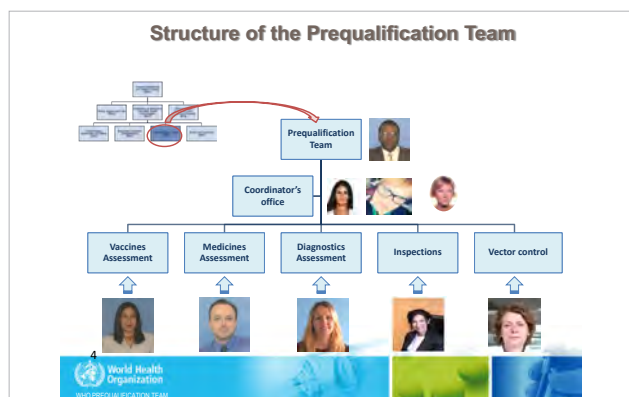 Structure of the Prequalification Team
Prequalification
Team
Coordinator's
office
Vaccines
Assessment
Medicines
Assessment
Diagnostics
Assessment
Inspections
Vector control
4
World Health
Organization
WHO PREQUALIFICATION TEAM